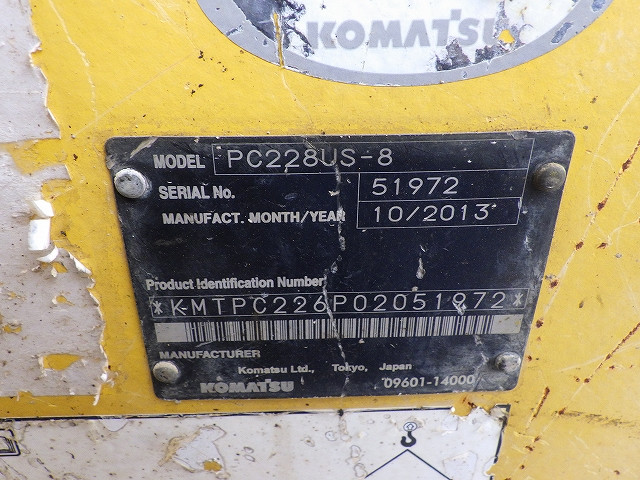 KOMATSU
MODEL PC228US-8
SERIAL No. 51972
MANUFACT. MONTH/YEAR 10/2013
Product Identification Number
*KMTPC226P02051972*
MANUFACTURER
Komatsu Ltd., Tokyo, Japan
KOMATSU 09601-14000